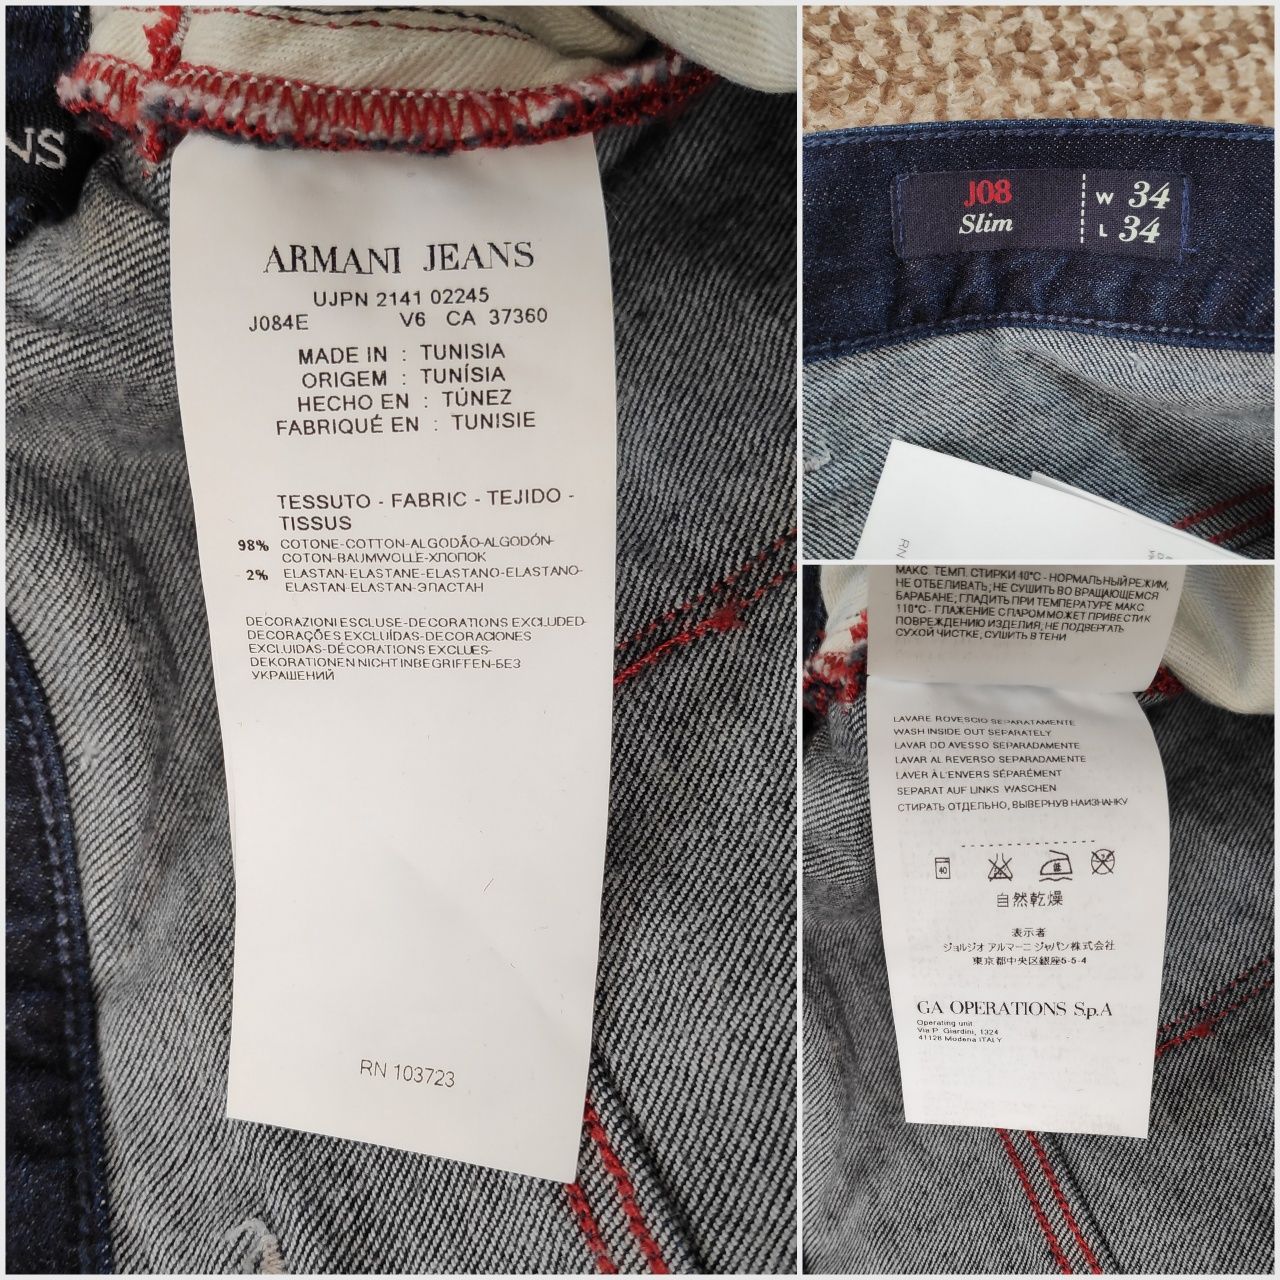 NS
ARMANI JEANS
UJPN 2141 02245
J084E V6 CA 37360
MADE IN : TUNISIA
ORIGEM : TUNÍSIA
HECHO EN : TÚNEZ
FABRIQUÉ EN : TUNISIE
TESSUTO - FABRIC - TEJIDO -
TISSUS
98% COTONE-COTTON-ALGODÃO-ALGODÓN-
COTON-BAUMWOLLE-ХЛОПОК
2% ELASTAN-ELASTANE-ELASTANO-ELASTANO-
ELASTAN-ELASTAN-ЭЛАСТАН
DECORAZIONI ESCLUSE-DECORATIONS EXCLUDED-
DECORAÇÕES EXCLUÍDAS-DECORACIONES
EXCLUIDAS-DÉCORATIONS EXCLUES-
DEKORATIONEN NICHT INBEGRIFFEN-БЕЗ
УКРАШЕНИЙ
RN 103723
J08
Slim
W 34
L 34
RN
МАКС. ТЕМП. СТИРКИ 40°C - НОРМАЛЬНЫЙ РЕЖИМ,
НЕ ОТБЕЛИВАТЬ; НЕ СУШИТЬ ВО ВРАЩАЮЩЕМСЯ
БАРАБАНЕ; ГЛАДИТЬ ПРИ ТЕМПЕРАТУРЕ МАКС.
110°C - ГЛАЖЕНИЕ С ПАРОМ МОЖЕТ ПРИВЕСТИ К
ПОВРЕЖДЕНИЮ ИЗДЕЛИЯ; НЕ ПОДВЕРГАТЬ
СУХОЙ ЧИСТКЕ, СУШИТЬ В ТЕНИ
LAVARE ROVESCIO SEPARATAMENTE
WASH INSIDE OUT SEPARATELY
LAVAR DO AVESSO SEPARADAMENTE
LAVAR AL REVERSO SEPARADAMENTE
LAVER À L'ENVERS SÉPARÉMENT
SEPARAT AUF LINKS WASCHEN
СТИРАТЬ ОТДЕЛЬНО, ВЫВЕРНУВ НАИЗНАНКУ
40
自然乾燥
表示者
ジョルジオ アルマーニ ジャパン株式会社
東京都中央区銀座5-5-4
GA OPERATIONS S.p.A
Operating unit
Via P. Giardini, 1324
41126 Modena ITALY